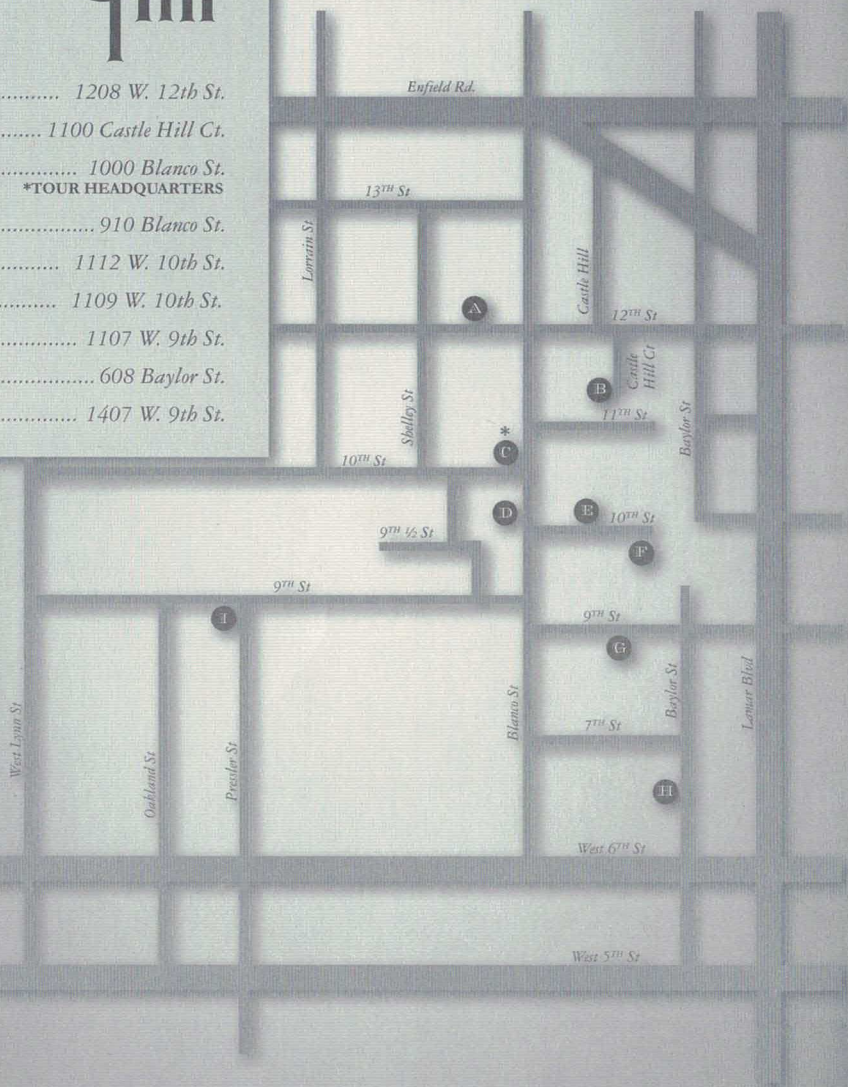 ........... 1208 W. 12th St.
....... 1100 Castle Hill Ct.
............. 1000 Blanco St.
*TOUR HEADQUARTERS
................ 910 Blanco St.
........... 1112 W. 10th St.
.......... 1109 W. 10th St.
............. 1107 W. 9th St.
................ 608 Baylor St.
............. 1407 W. 9th St.
Enfield Rd.
13TH St
Lorrain St
Castle Hill
A
12TH St
Castle
Hill Ct
B
Shelley St
11TH St
Baylor St
*
C
10TH St
D
E
10TH St
9TH ½ St
F
9TH St
I
9TH St
G
West Lynn St
Oakland St
Pressler St
Blanco St
Baylor St
Lamar Blvd
7TH St
H
West 6TH St
West 5TH St